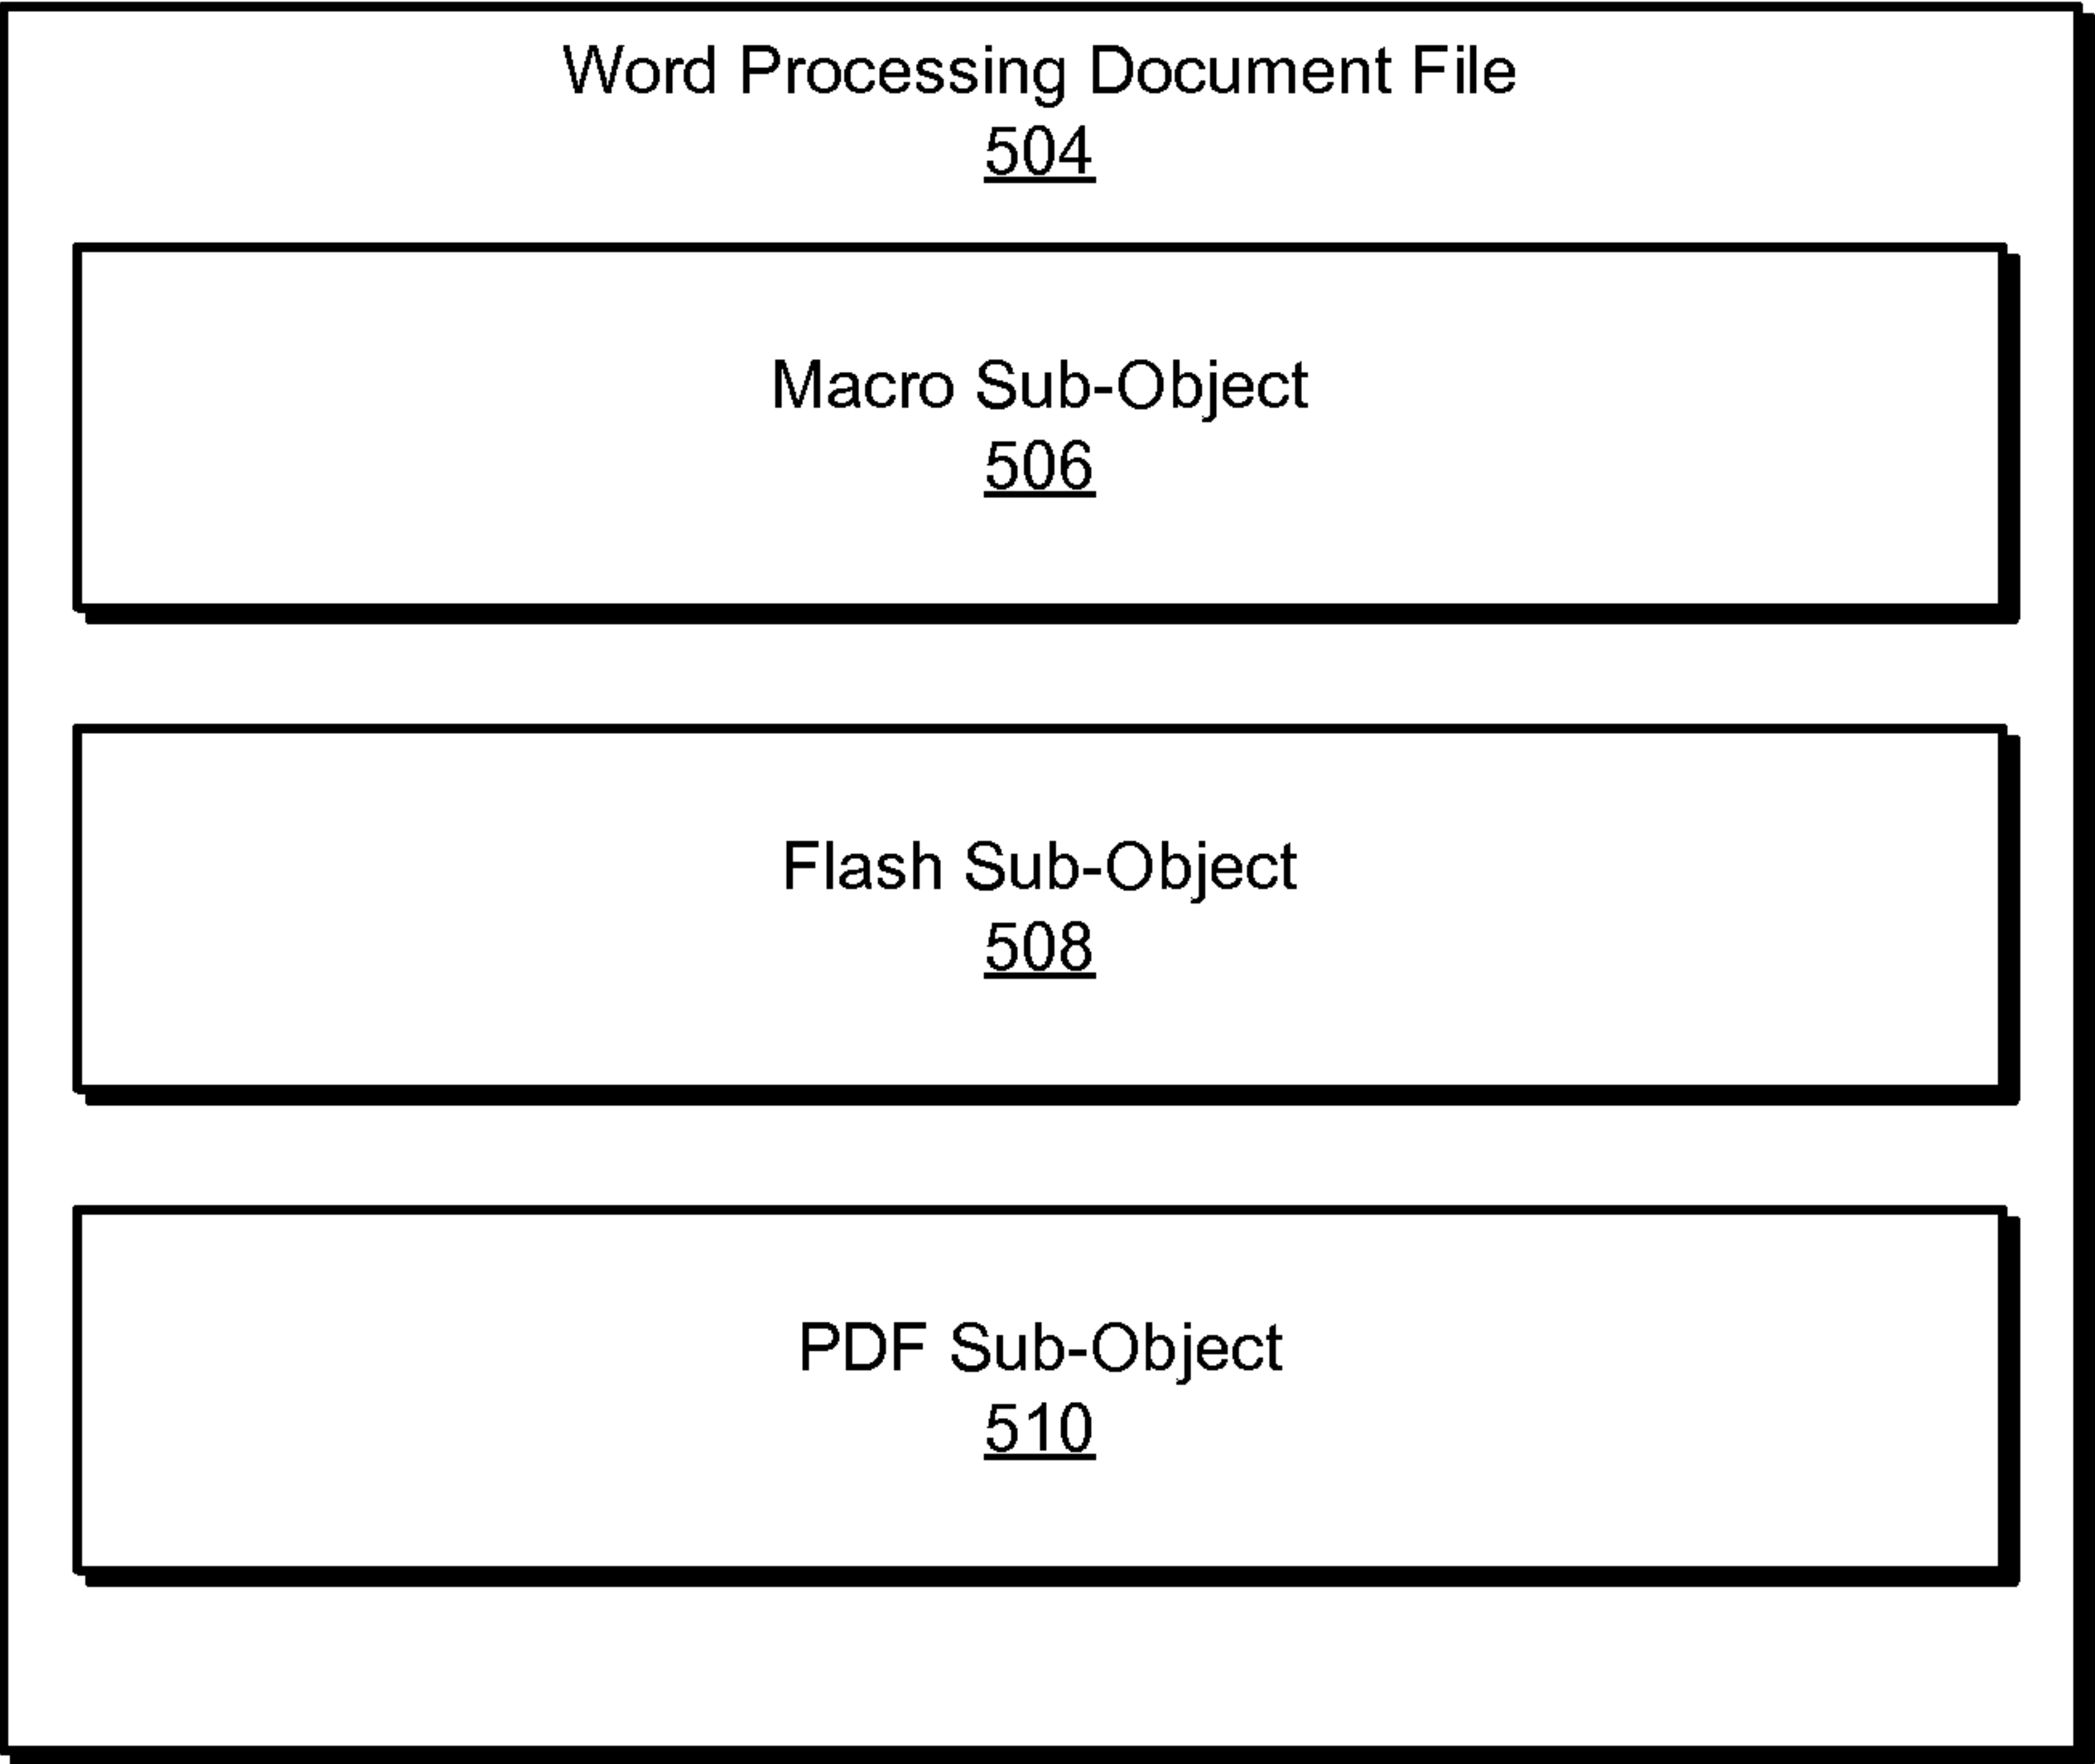 Word Processing Document File
504
Macro Sub-Object
506
Flash Sub-Object
508
PDF Sub-Object
510